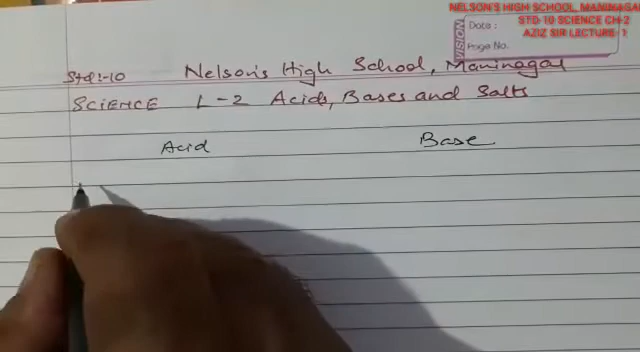 NELSON'S HIGH SCHOOL, MANINAGAR
STD-10 SCIENCE CH-2
AZIZ SIR LECTURE-1
Date :
Page No.
VISION
Std:-10 Nelson's High School, Maninagar
SCIENCE L-2 Acids, Bases and Salts
Acid Base